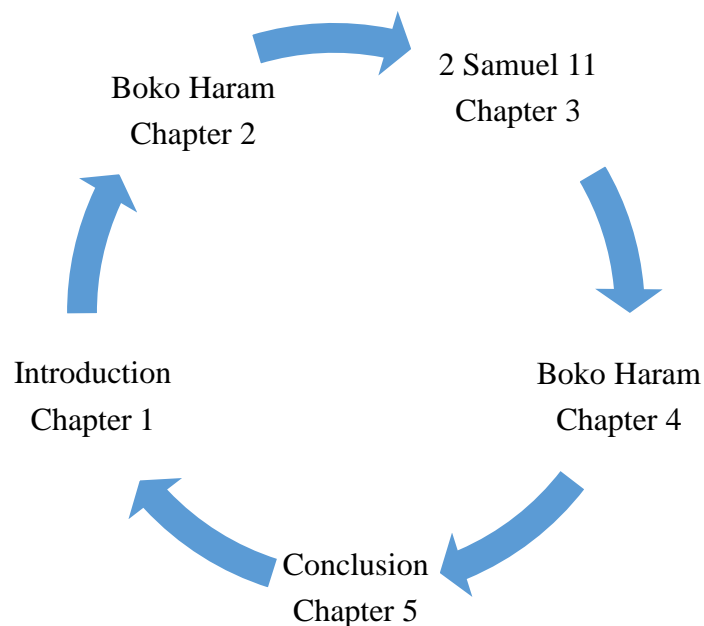 Boko Haram
Chapter 2
2 Samuel 11
Chapter 3
Introduction
Chapter 1
Boko Haram
Chapter 4
Conclusion
Chapter 5